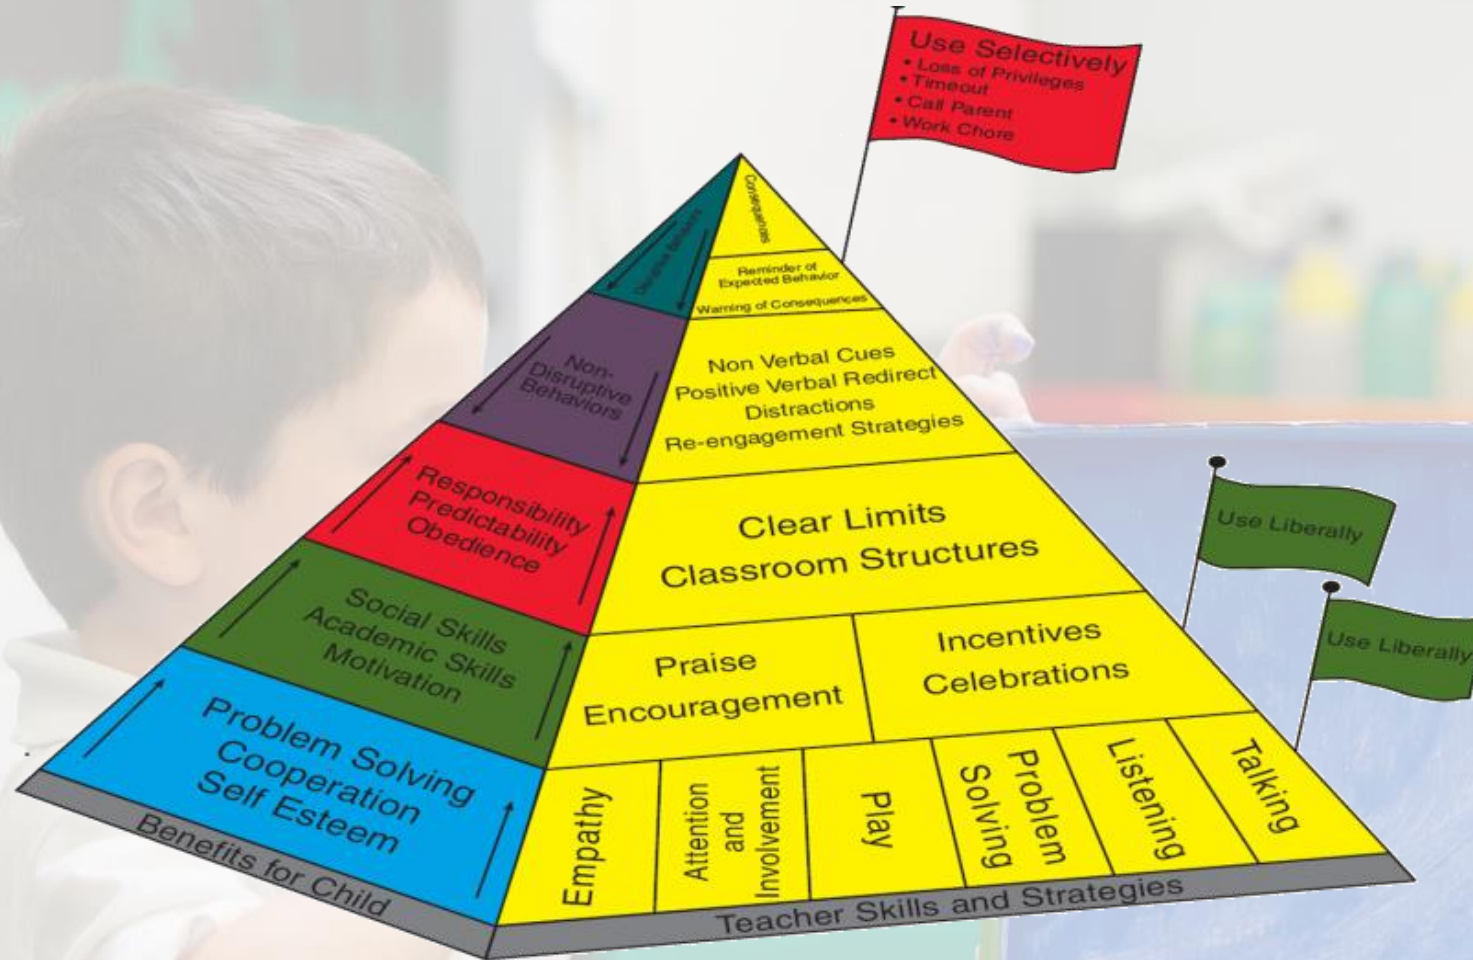 Use Selectively
• Loss of Privileges
• Timeout
• Call Parent
• Work Chore
Consequences
Disruptive Behaviors
Reminder of
Expected Behavior
Warning of Consequences
Non-
Disruptive
Behaviors
Non Verbal Cues
Positive Verbal Redirect
Distractions
Re-engagement Strategies
Responsibility
Predictability
Obedience
Clear Limits
Classroom Structures
Use Liberally
Social Skills
Academic Skills
Motivation
Praise
Encouragement
Incentives
Celebrations
Use Liberally
Problem Solving
Cooperation
Self Esteem
Empathy
Attention
and
Involvement
Play
Problem
Solving
Listening
Talking
Benefits for Child
Teacher Skills and Strategies